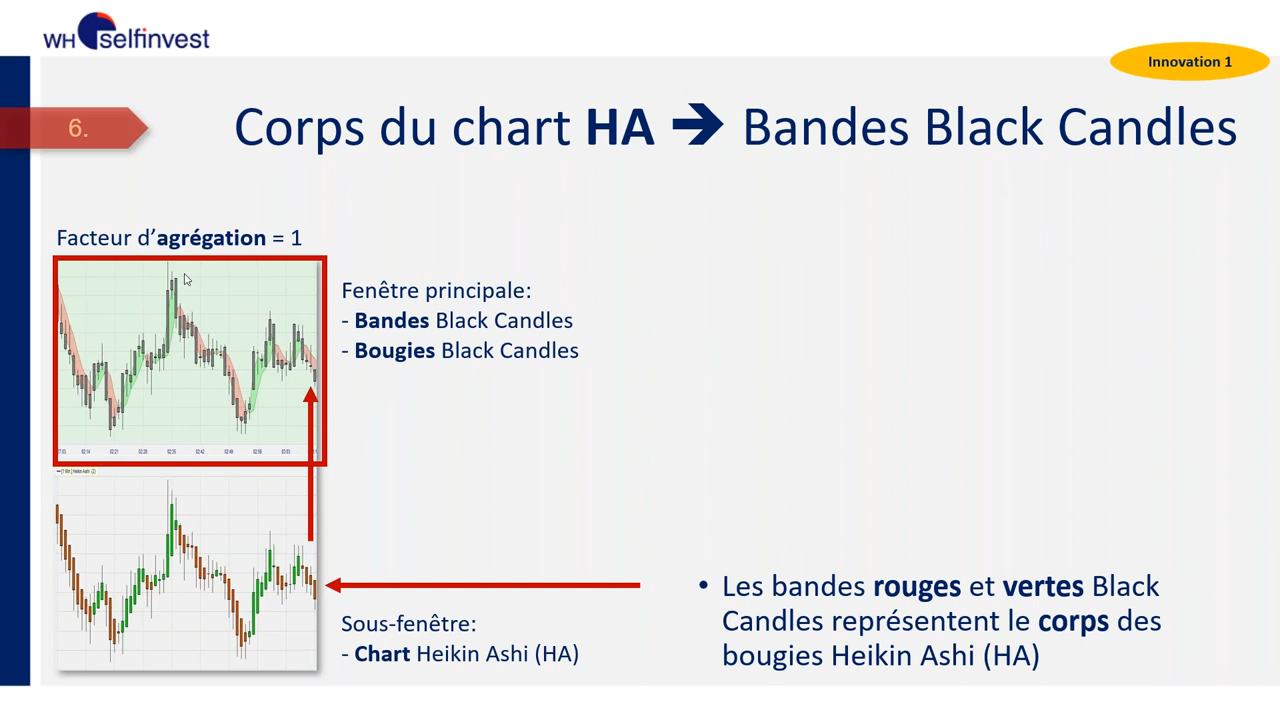 WH selfinvest
Innovation 1
6.
Corps du chart HA ➔ Bandes Black Candles
Facteur d’agrégation = 1
Fenêtre principale:
- Bandes Black Candles
- Bougies Black Candles
Sous-fenêtre:
- Chart Heikin Ashi (HA)
• Les bandes rouges et vertes Black
Candles représentent le corps des
bougies Heikin Ashi (HA)